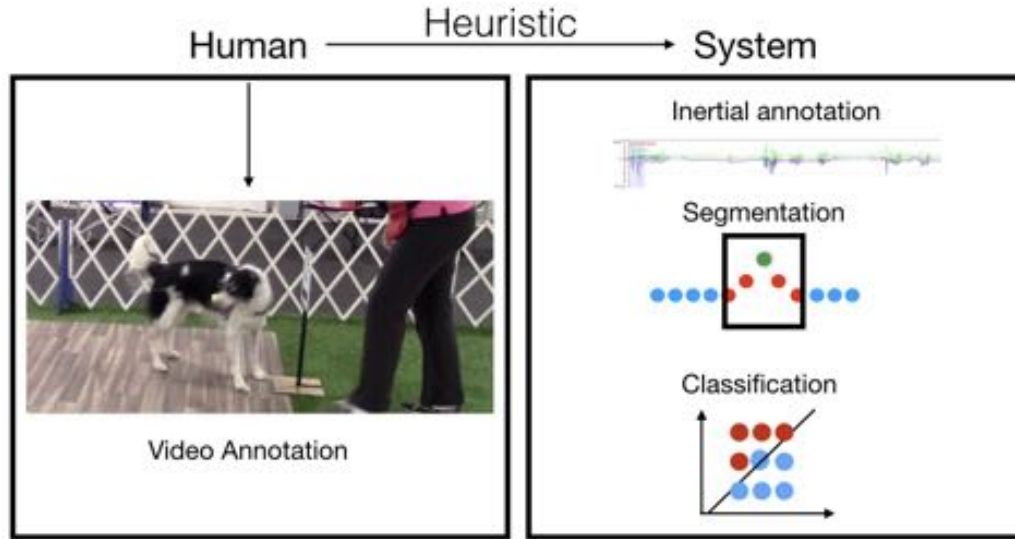 Heuristic
Human
System
Inertial annotation
Segmentation
Classification
Video Annotation